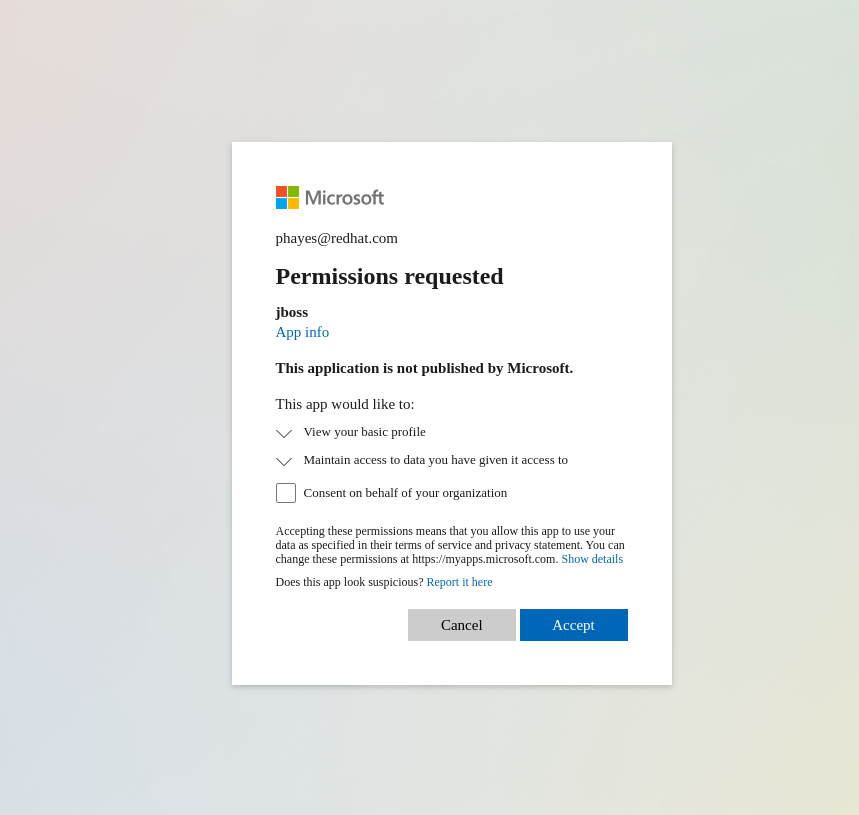 Microsoft
phayes@redhat.com
Permissions requested
jboss
App info
This application is not published by Microsoft.
This app would like to:
View your basic profile
Maintain access to data you have given it access to
Consent on behalf of your organization
Accepting these permissions means that you allow this app to use your
data as specified in their terms of service and privacy statement. You can
change these permissions at https://myapps.microsoft.com. Show details
Does this app look suspicious? Report it here
Cancel Accept